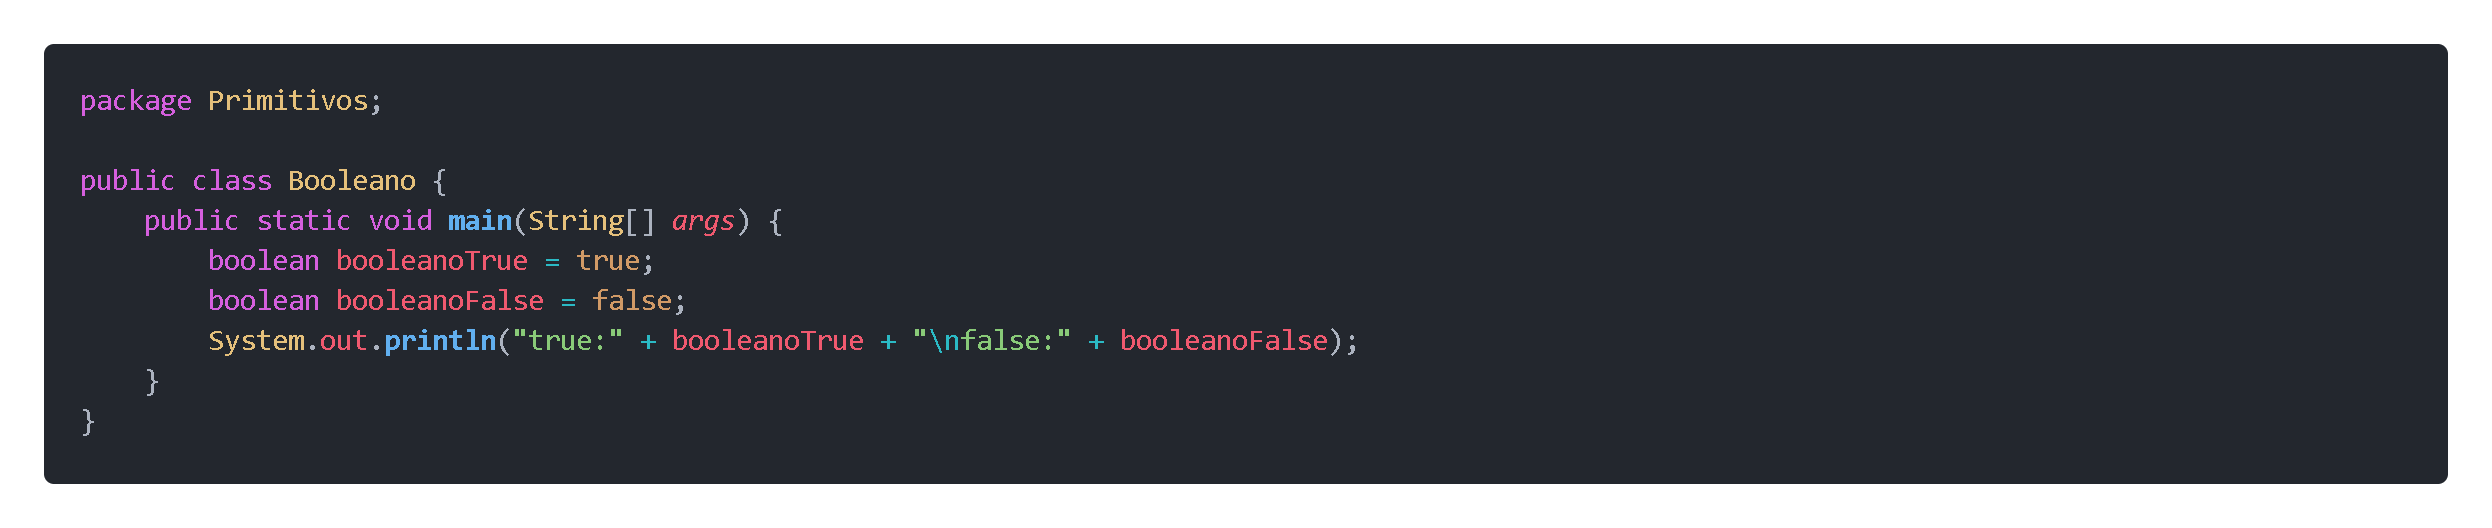 package Primitivos;

public class Booleano {
    public static void main(String[] args) {
        boolean booleanoTrue = true;
        boolean booleanoFalse = false;
        System.out.println("true:" + booleanoTrue + "\nfalse:" + booleanoFalse);
    }
}